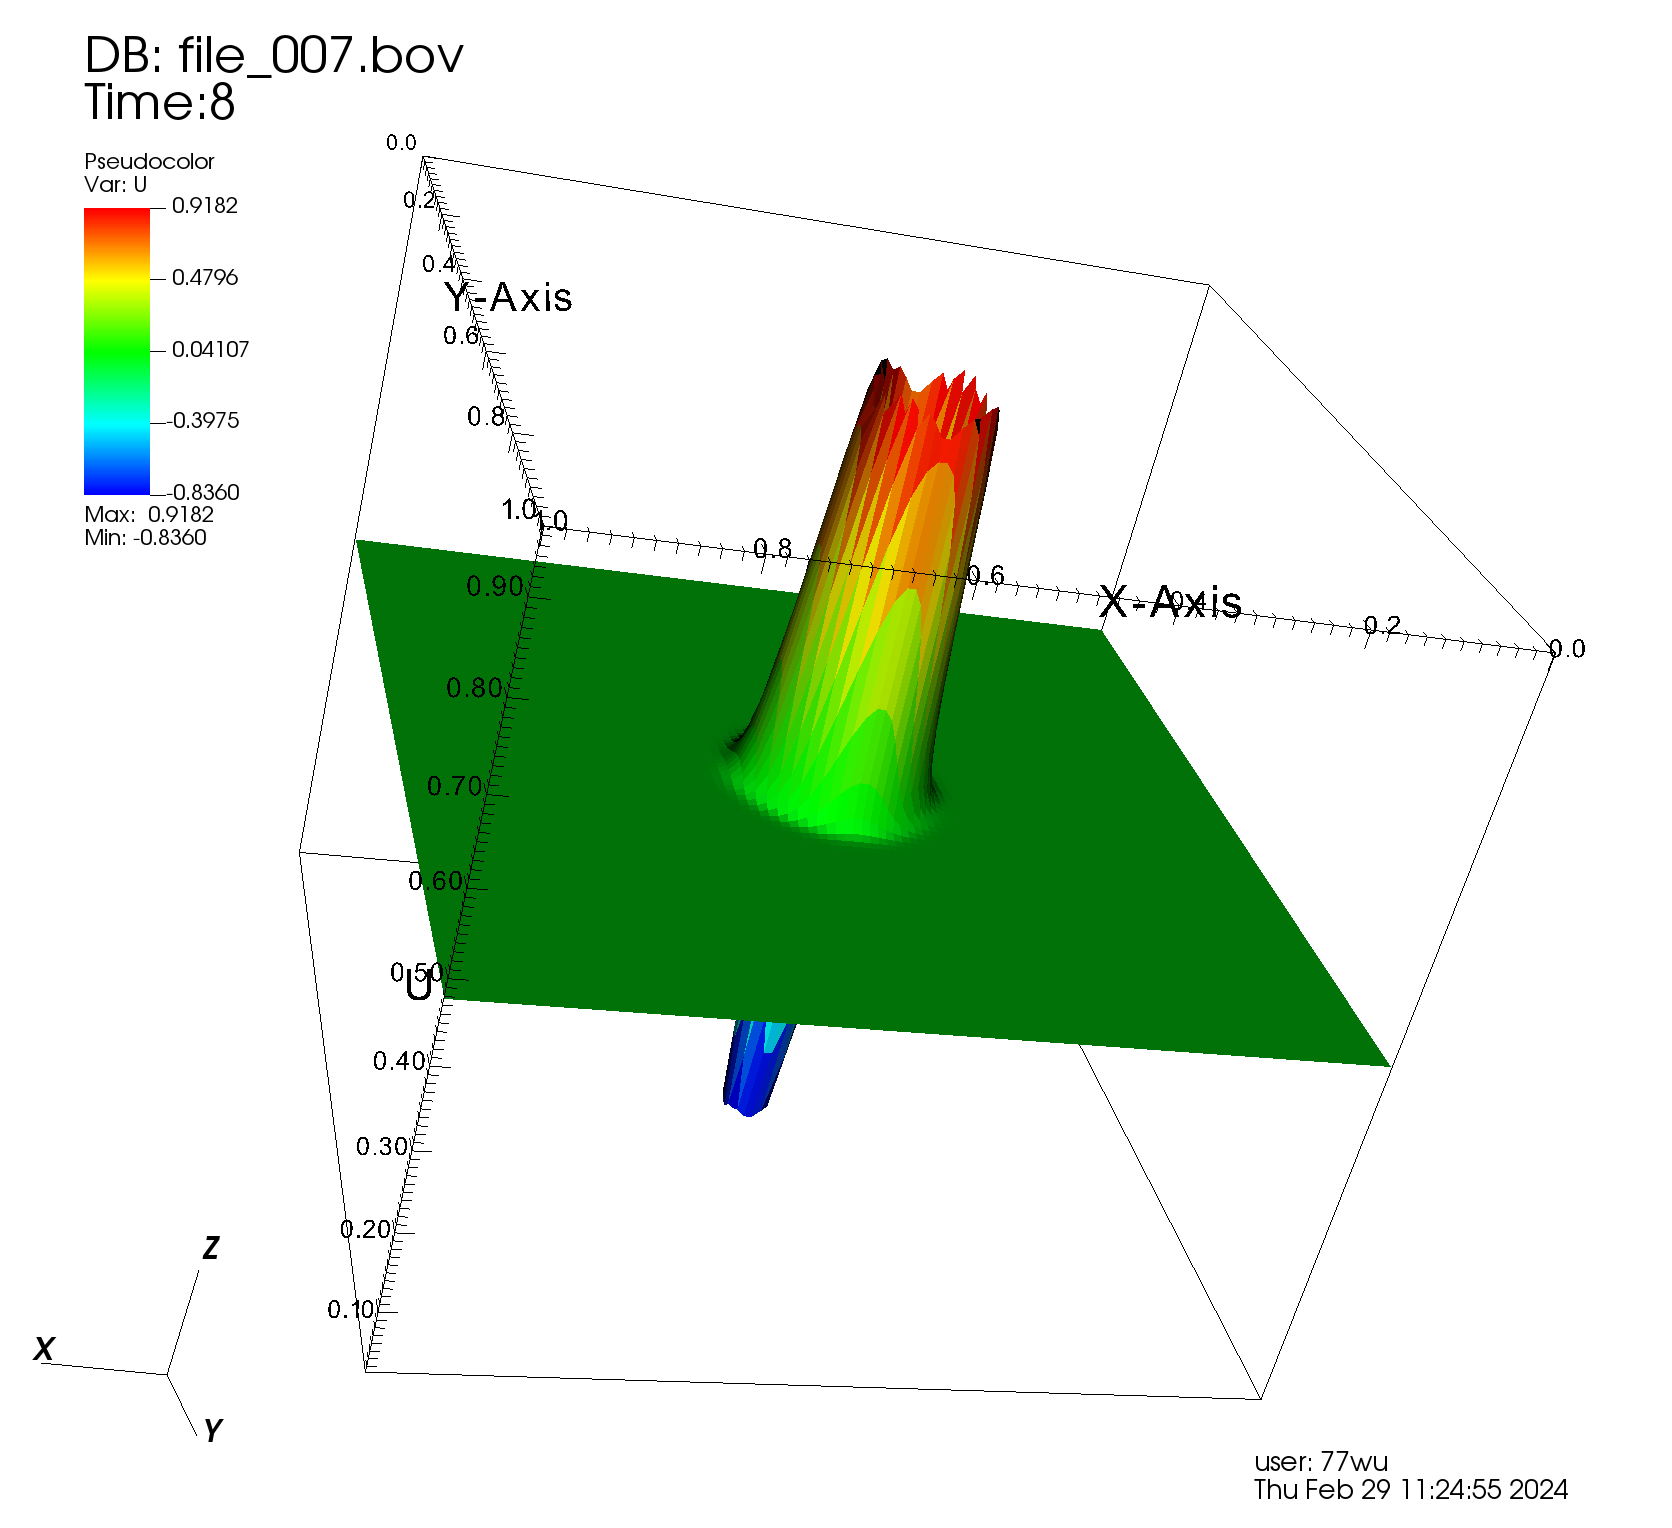 DB: file_007.bov
Time:8
Pseudocolor
Var: U
0.9182
0.4796
0.04107
-0.3975
-0.8360
Max: 0.9182
Min: -0.8360
0.0
0.2
0.4
Y-Axis
0.6
0.8
1.0
1.0
0.8
0.6
X-Axis
0.4
0.2
0.0
0.90
0.80
0.70
0.60
0.50
U
0.40
0.30
0.20
0.10
Z
X
Y
user: 77wu
Thu Feb 29 11:24:55 2024